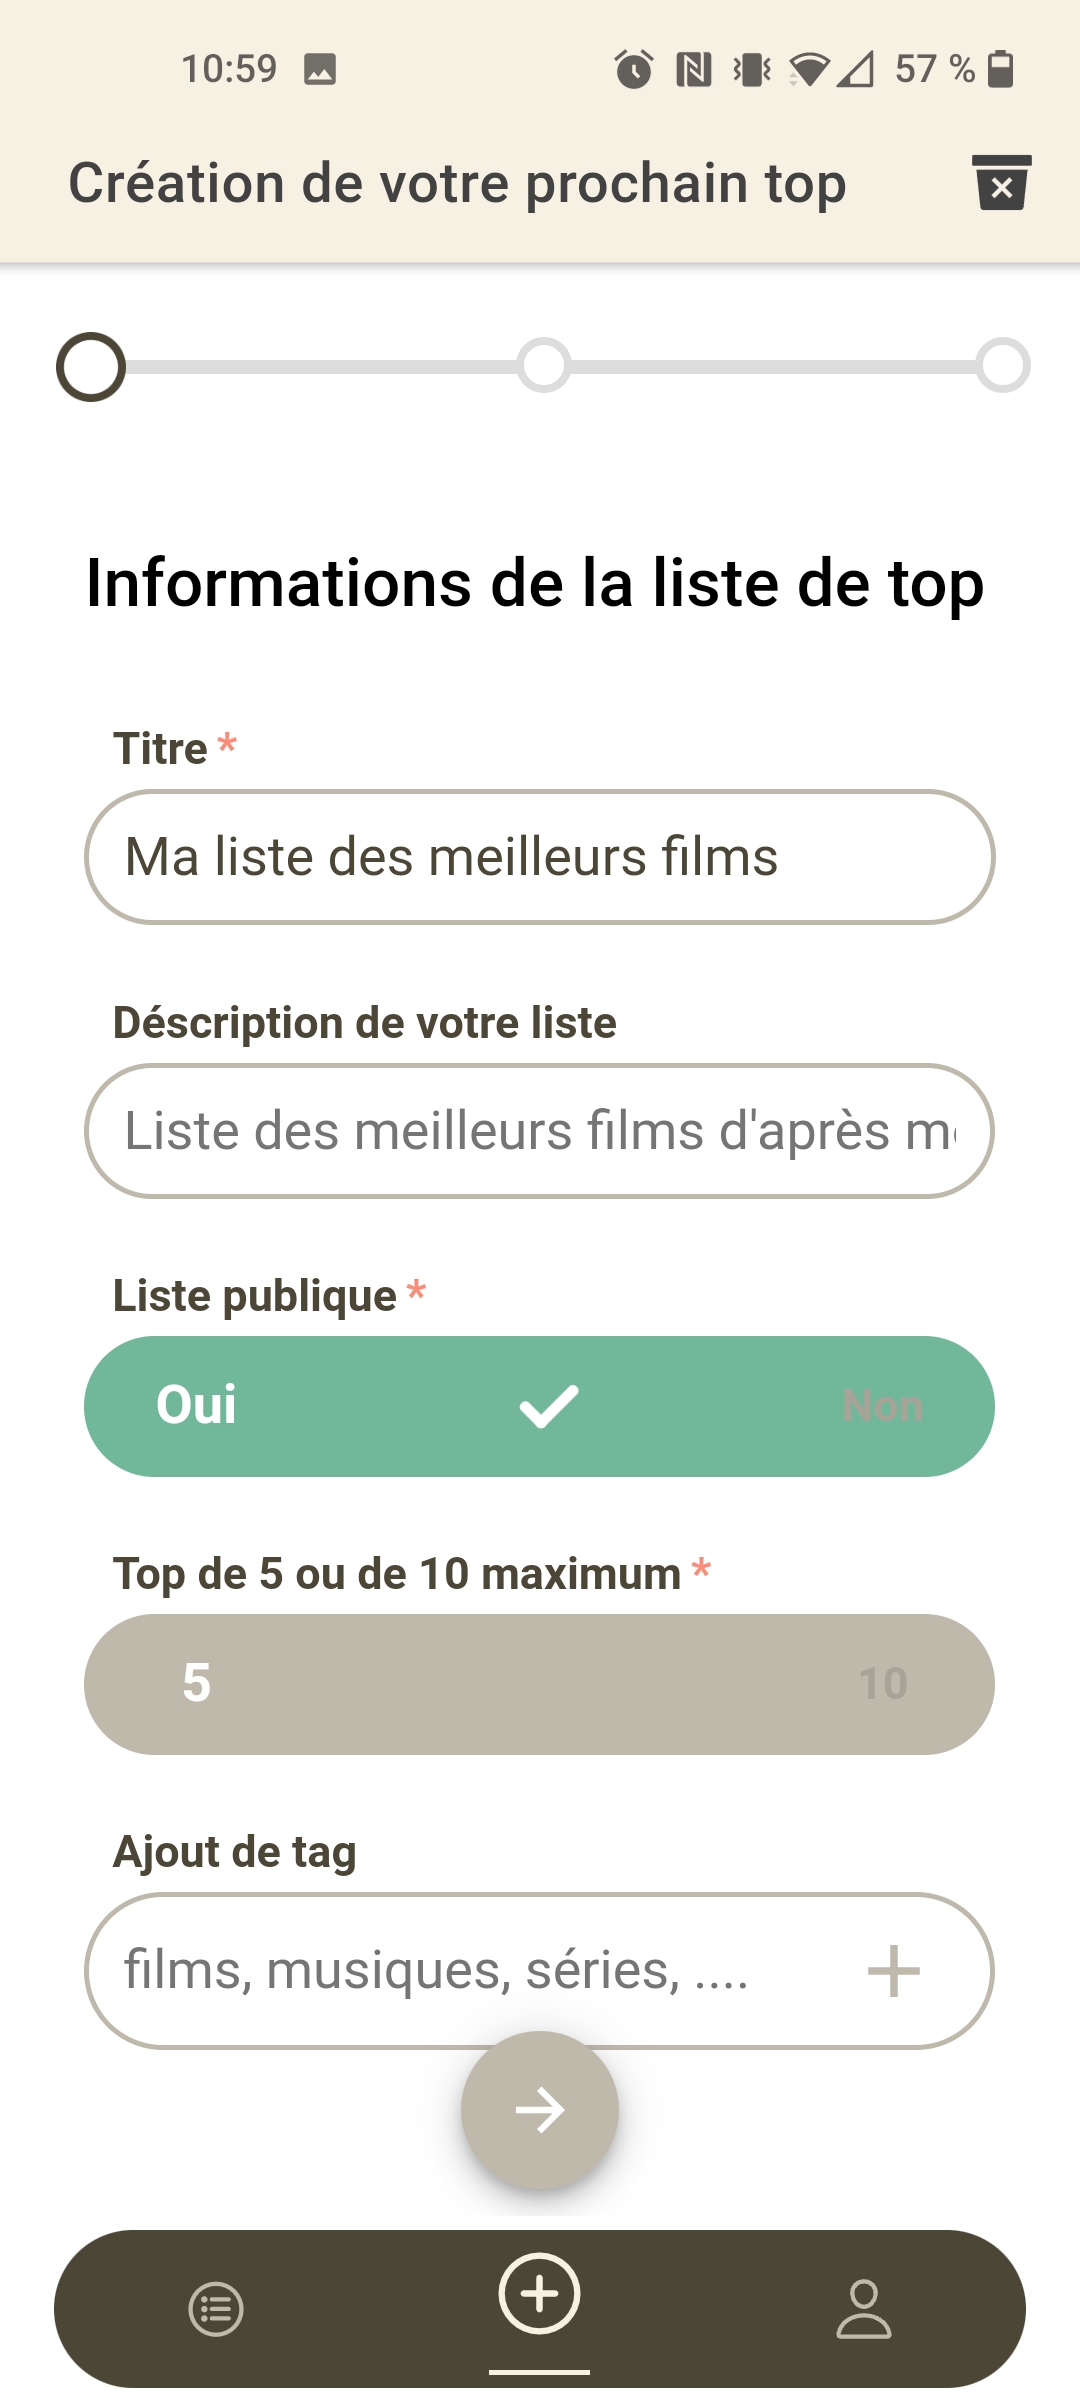 10:59 57 %
Création de votre prochain top
Informations de la liste de top
Titre *
Ma liste des meilleurs films
Déscription de votre liste
Liste des meilleurs films d'après
Liste publique *
Oui Non
Top de 5 ou de 10 maximum *
5 10
Ajout de tag
films, musiques, séries, ....